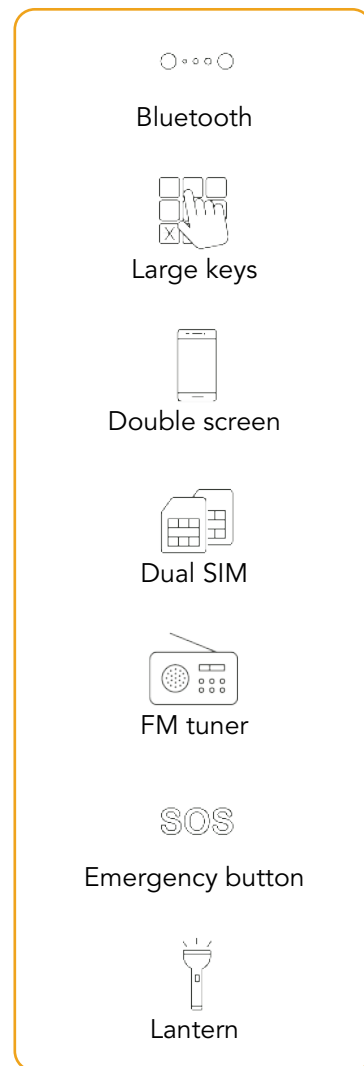 Bluetooth
X
Large keys
Double screen
Dual SIM
FM tuner
SOS
Emergency button
Lantern